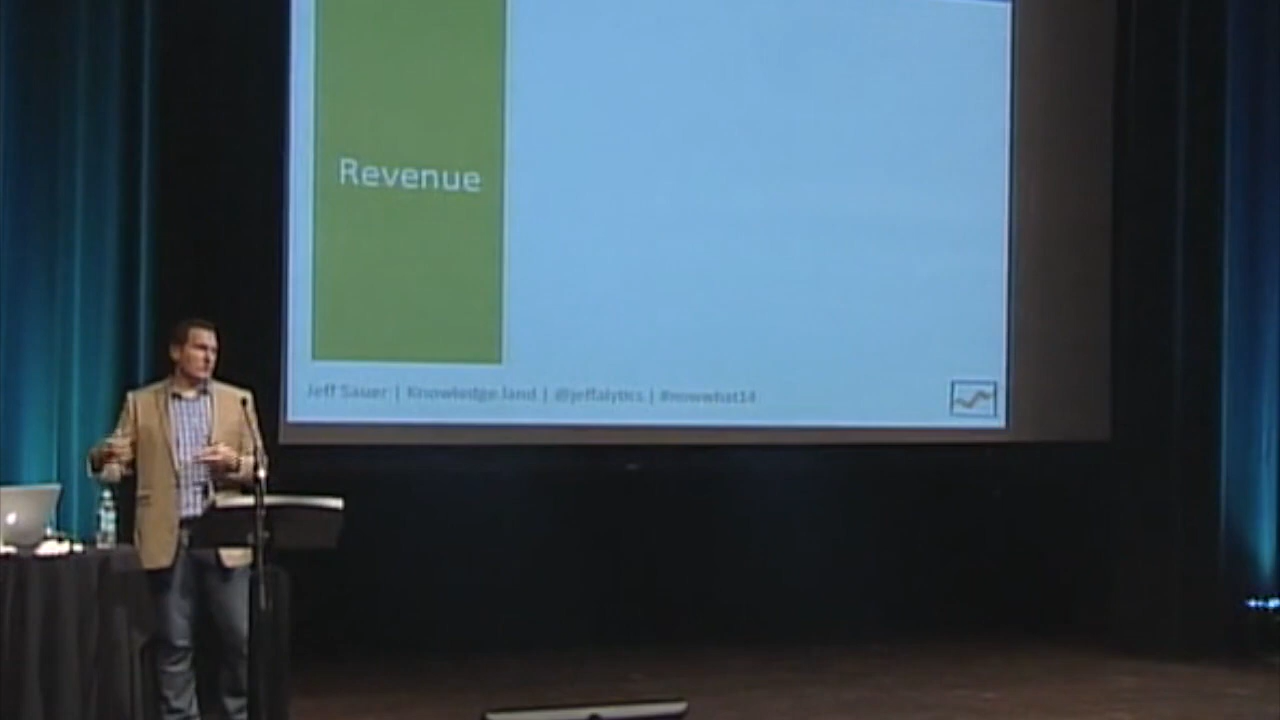 Revenue
Jeff Sauer | Knowledge.land | @jeffalytics | #nowwhat14